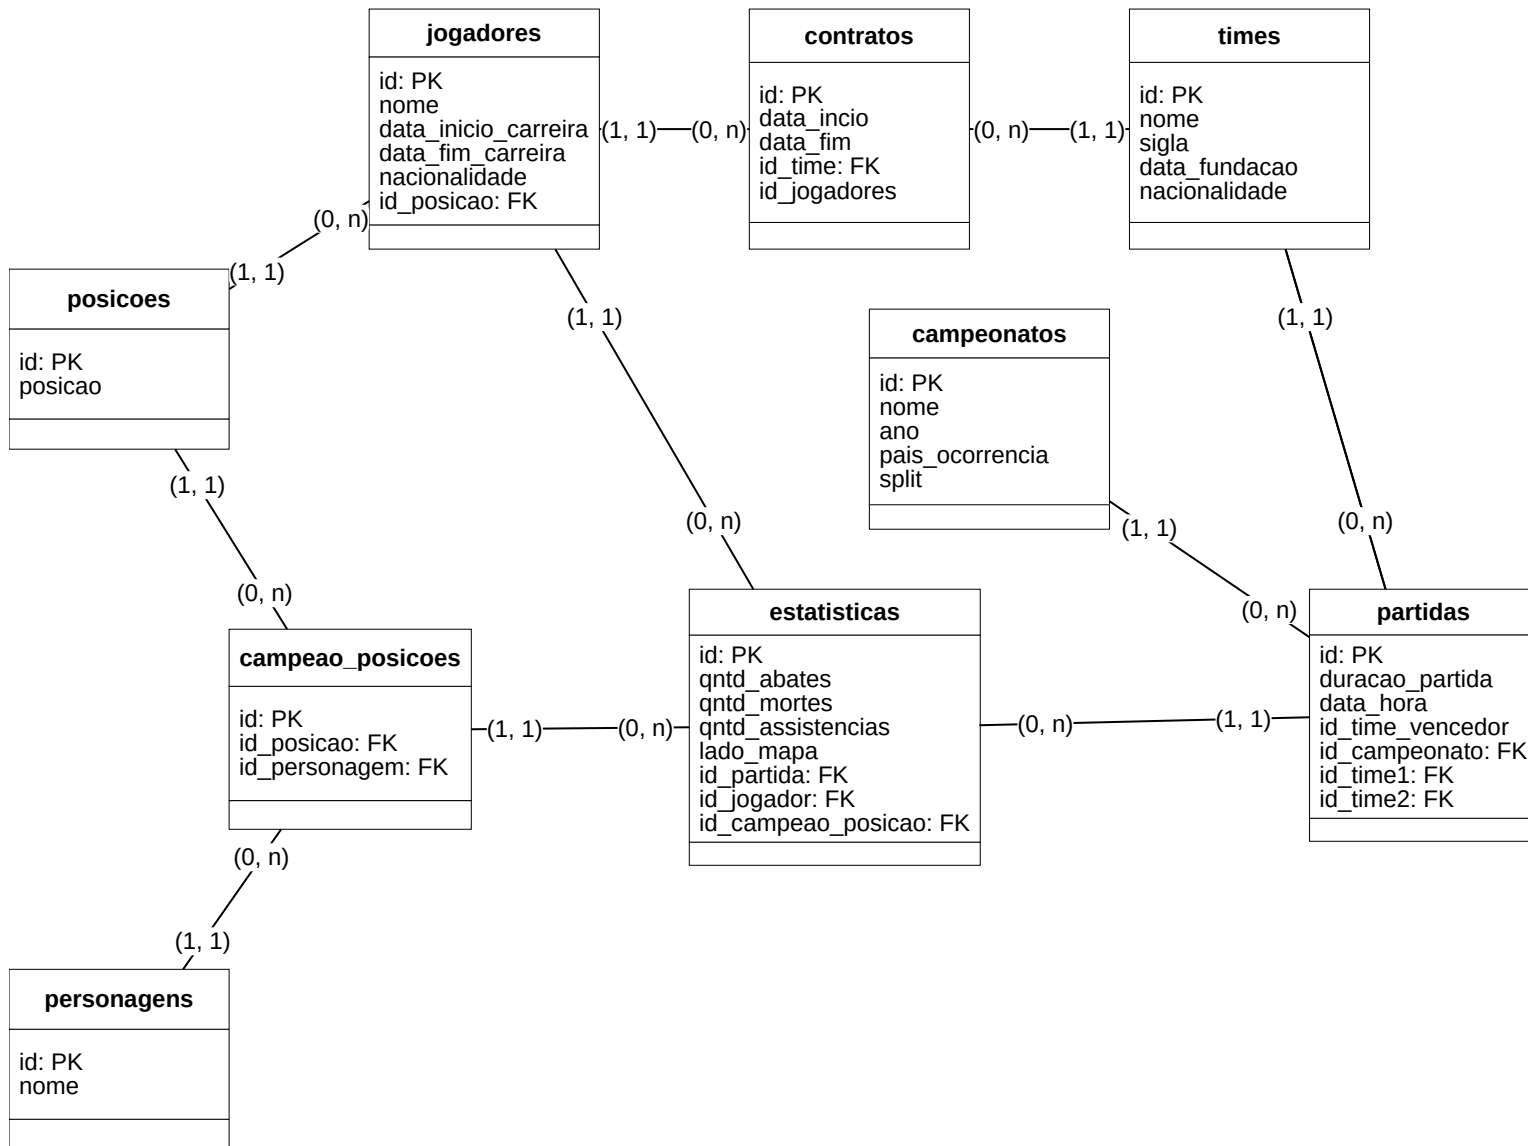 jogadores
id: PK
nome
data_inicio_carreira
data_fim_carreira
nacionalidade
id_posicao: FK
contratos
id: PK
data_incio
data_fim
id_time: FK
id_jogadores
times
id: PK
nome
sigla
data_fundacao
nacionalidade
(1, 1)
(0, n)
(0, n)
(1, 1)
(0, n)
(1, 1)
posicoes
id: PK
posicao
(1, 1)
(1, 1)
campeonatos
id: PK
nome
ano
pais_ocorrencia
split
(1, 1)
(0, n)
(0, n)
(1, 1)
(0, n)
(0, n)
campeao_posicoes
id: PK
id_posicao: FK
id_personagem: FK
(1, 1)
(0, n)
estatisticas
id: PK
qntd_abates
qntd_mortes
qntd_assistencias
lado_mapa
id_partida: FK
id_jogador: FK
id_campeao_posicao: FK
(0, n)
(1, 1)
partidas
id: PK
duracao_partida
data_hora
id_time_vencedor
id_campeonato: FK
id_time1: FK
id_time2: FK
(0, n)
(1, 1)
personagens
id: PK
nome